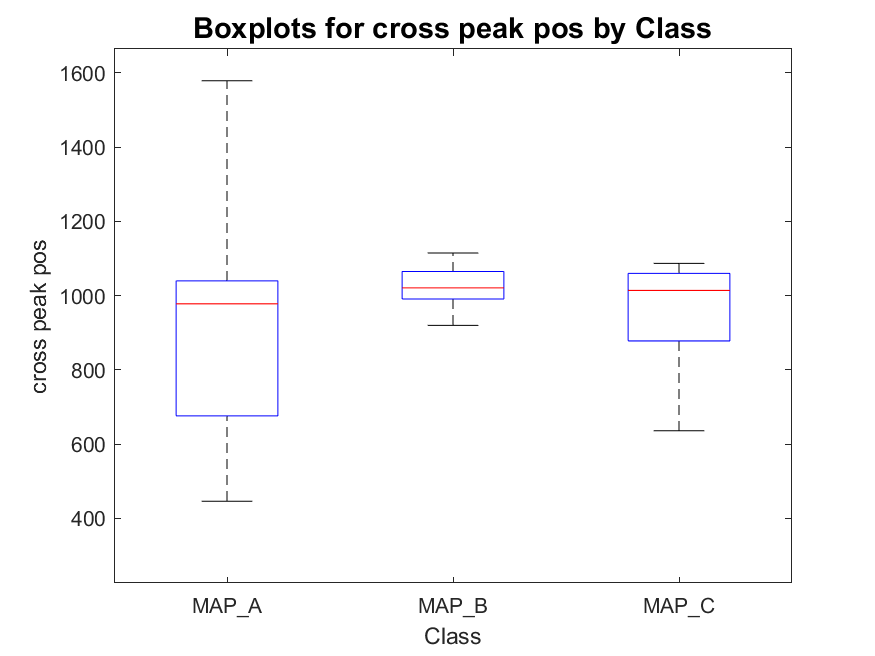 Boxplots for cross peak pos by Class
cross peak pos
1600
1400
1200
1000
800
600
400
MAP_A MAP_B MAP_C
Class